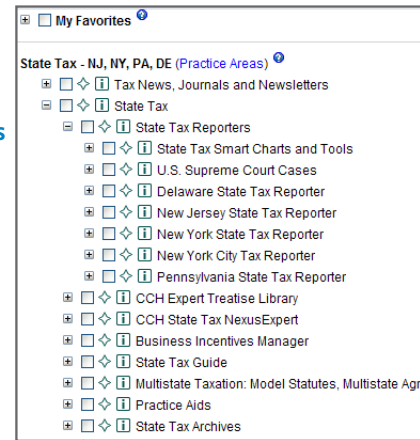 My Favorites ?
State Tax - NJ, NY, PA, DE (Practice Areas) ?
Tax News, Journals and Newsletters
State Tax
s
State Tax Reporters
State Tax Smart Charts and Tools
U.S. Supreme Court Cases
Delaware State Tax Reporter
New Jersey State Tax Reporter
New York State Tax Reporter
New York City Tax Reporter
Pennsylvania State Tax Reporter
CCH Expert Treatise Library
CCH State Tax NexusExpert
Business Incentives Manager
State Tax Guide
Multistate Taxation: Model Statutes, Multistate Agr
Practice Aids
State Tax Archives